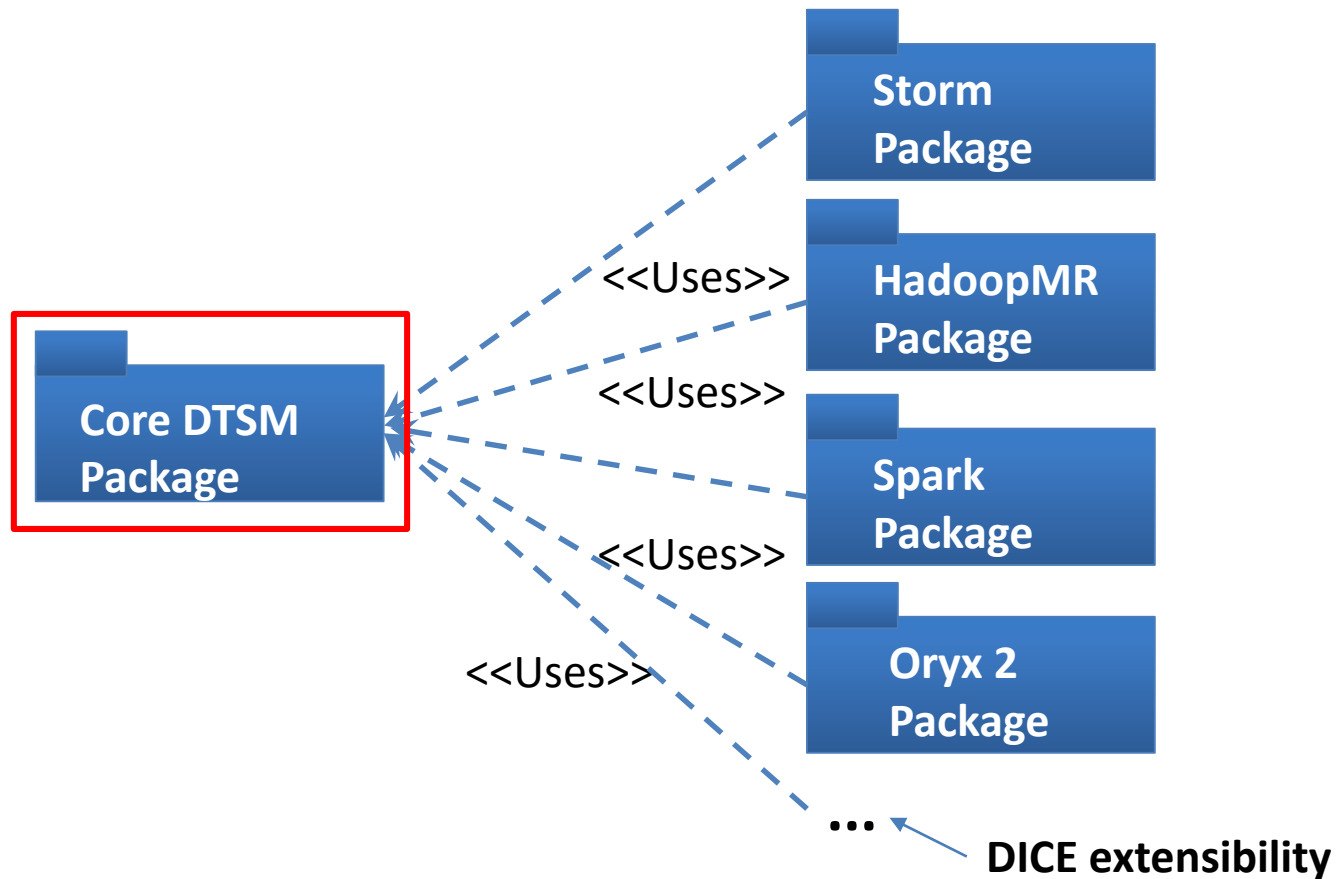 Storm
Package
<<Uses>>
HadoopMR
Package
<<Uses>>
Core DTSM
Package
Spark
Package
<<Uses>>
<<Uses>>
Oryx 2
Package
...
DICE extensibility